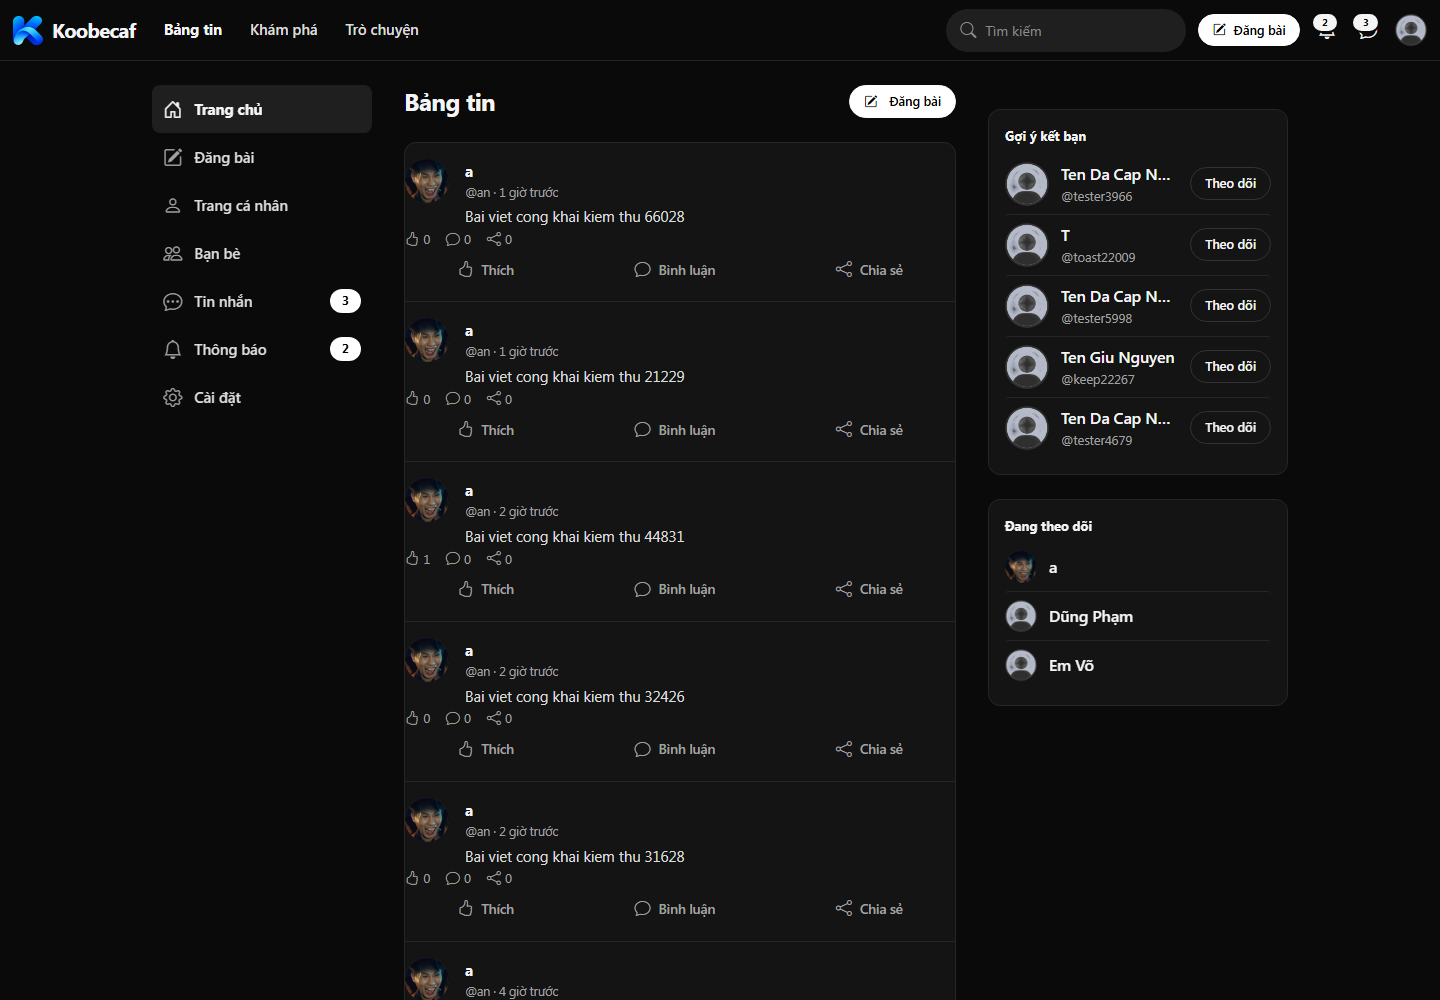 Koobecaf
Bảng tin
Khám phá
Trò chuyện
Tìm kiếm
Đăng bài
2
3
Trang chủ
Đăng bài
Trang cá nhân
Bạn bè
Tin nhắn 3
Thông báo 2
Cài đặt
Bảng tin
Đăng bài
a
@an · 1 giờ trước
Bai viet cong khai kiem thu 66028
0 0 0
Thích Bình luận Chia sẻ
a
@an · 1 giờ trước
Bai viet cong khai kiem thu 21229
0 0 0
Thích Bình luận Chia sẻ
a
@an · 2 giờ trước
Bai viet cong khai kiem thu 44831
1 0 0
Thích Bình luận Chia sẻ
a
@an · 2 giờ trước
Bai viet cong khai kiem thu 32426
0 0 0
Thích Bình luận Chia sẻ
a
@an · 2 giờ trước
Bai viet cong khai kiem thu 31628
0 0 0
Thích Bình luận Chia sẻ
a
@an · 4 giờ trước
Gợi ý kết bạn
Ten Da Cap N...
@tester3966
Theo dõi
T
@toast22009
Theo dõi
Ten Da Cap N...
@tester5998
Theo dõi
Ten Giu Nguyen
@keep22267
Theo dõi
Ten Da Cap N...
@tester4679
Theo dõi
Đang theo dõi
a
Dũng Phạm
Em Võ